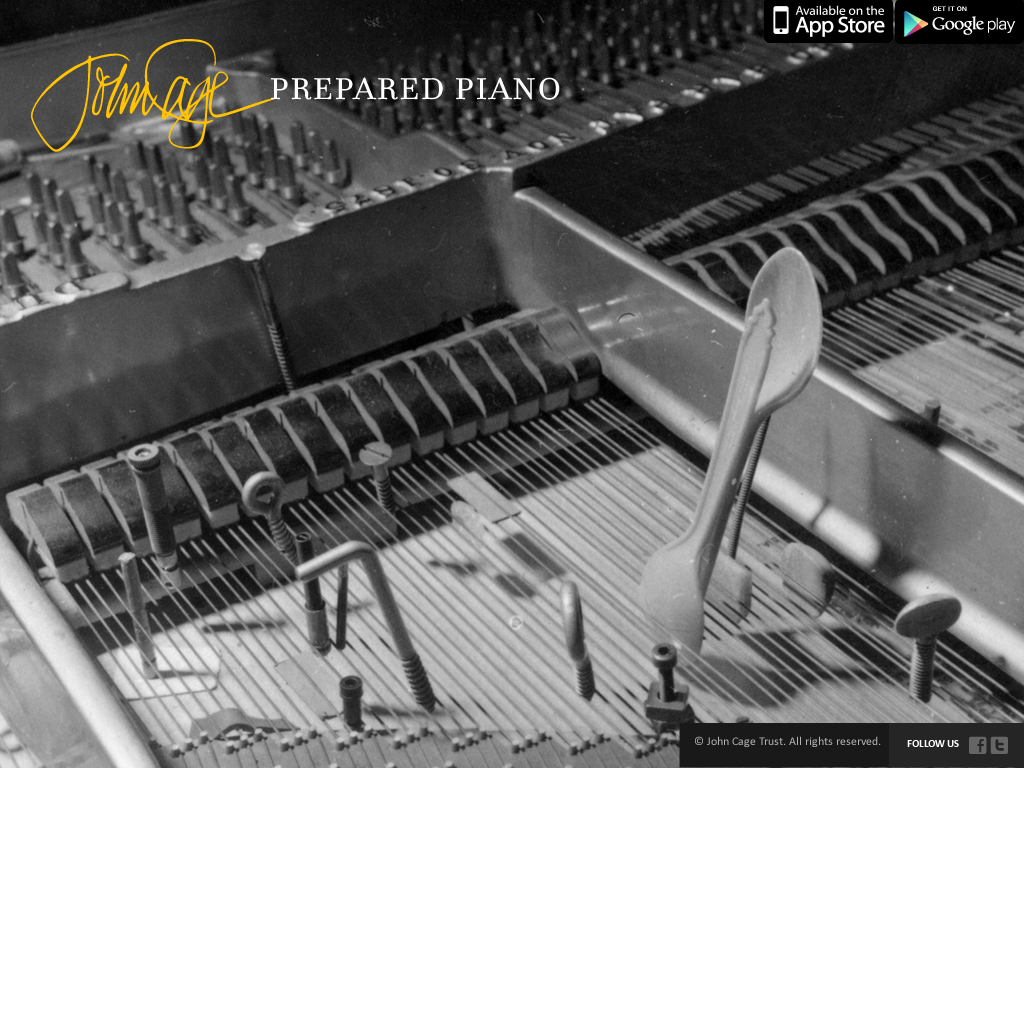 Available on the
App Store
GET IT ON
Google play
John Cage PREPARED PIANO
© John Cage Trust. All rights reserved.
FOLLOW US